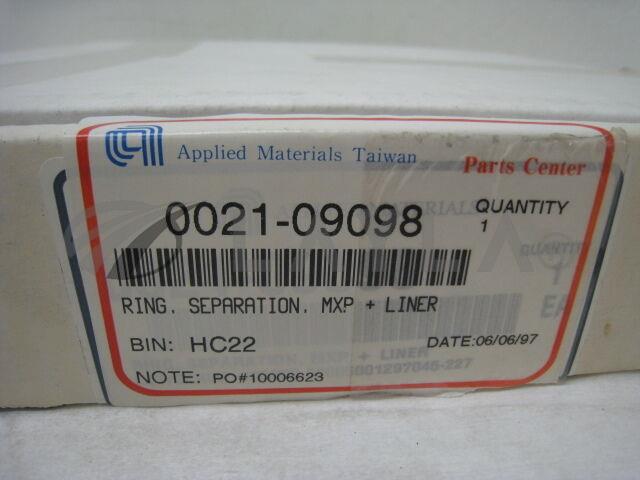 Applied Materials Taiwan
Parts Center
0021-09098
QUANTITY
1
RING, SEPARATION, MXP + LINER
BIN: HC22
DATE:06/06/97
NOTE: PO#10006623